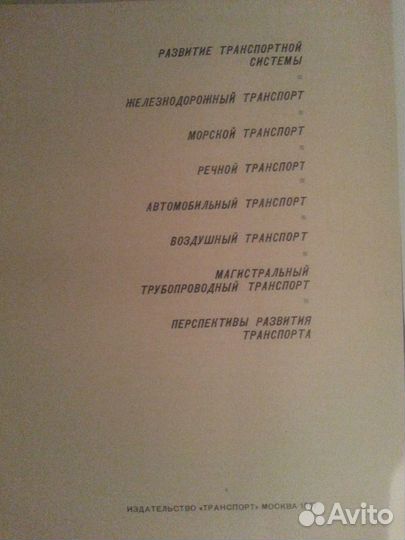 РАЗВИТИЕ ТРАНСПОРТНОЙ
СИСТЕМЫ
ЖЕЛЕЗНОДОРОЖНЫЙ ТРАНСПОРТ
МОРСКОЙ ТРАНСПОРТ
РЕЧНОЙ ТРАНСПОРТ
АВТОМОБИЛЬНЫЙ ТРАНСПОРТ
ВОЗДУШНЫЙ ТРАНСПОРТ
МАГИСТРАЛЬНЫЙ
ТРУБОПРОВОДНЫЙ ТРАНСПОРТ
ПЕРСПЕКТИВЫ РАЗВИТИЯ
ТРАНСПОРТА
ИЗДАТЕЛЬСТВО «ТРАНСПОРТ» МОСКВА
Avito